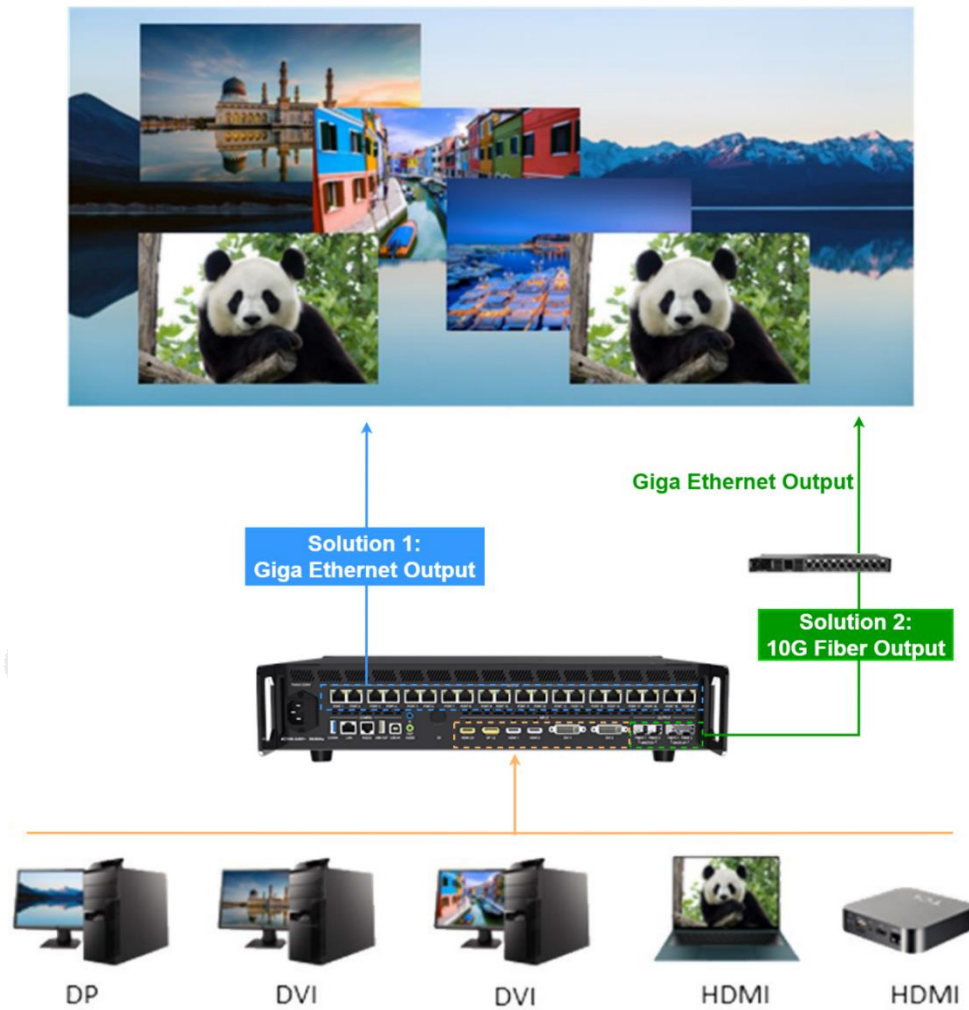 Giga Ethernet Output
Solution 1:
Giga Ethernet Output
Solution 2:
10G Fiber Output
DP
DVI
DVI
HDMI
HDMI